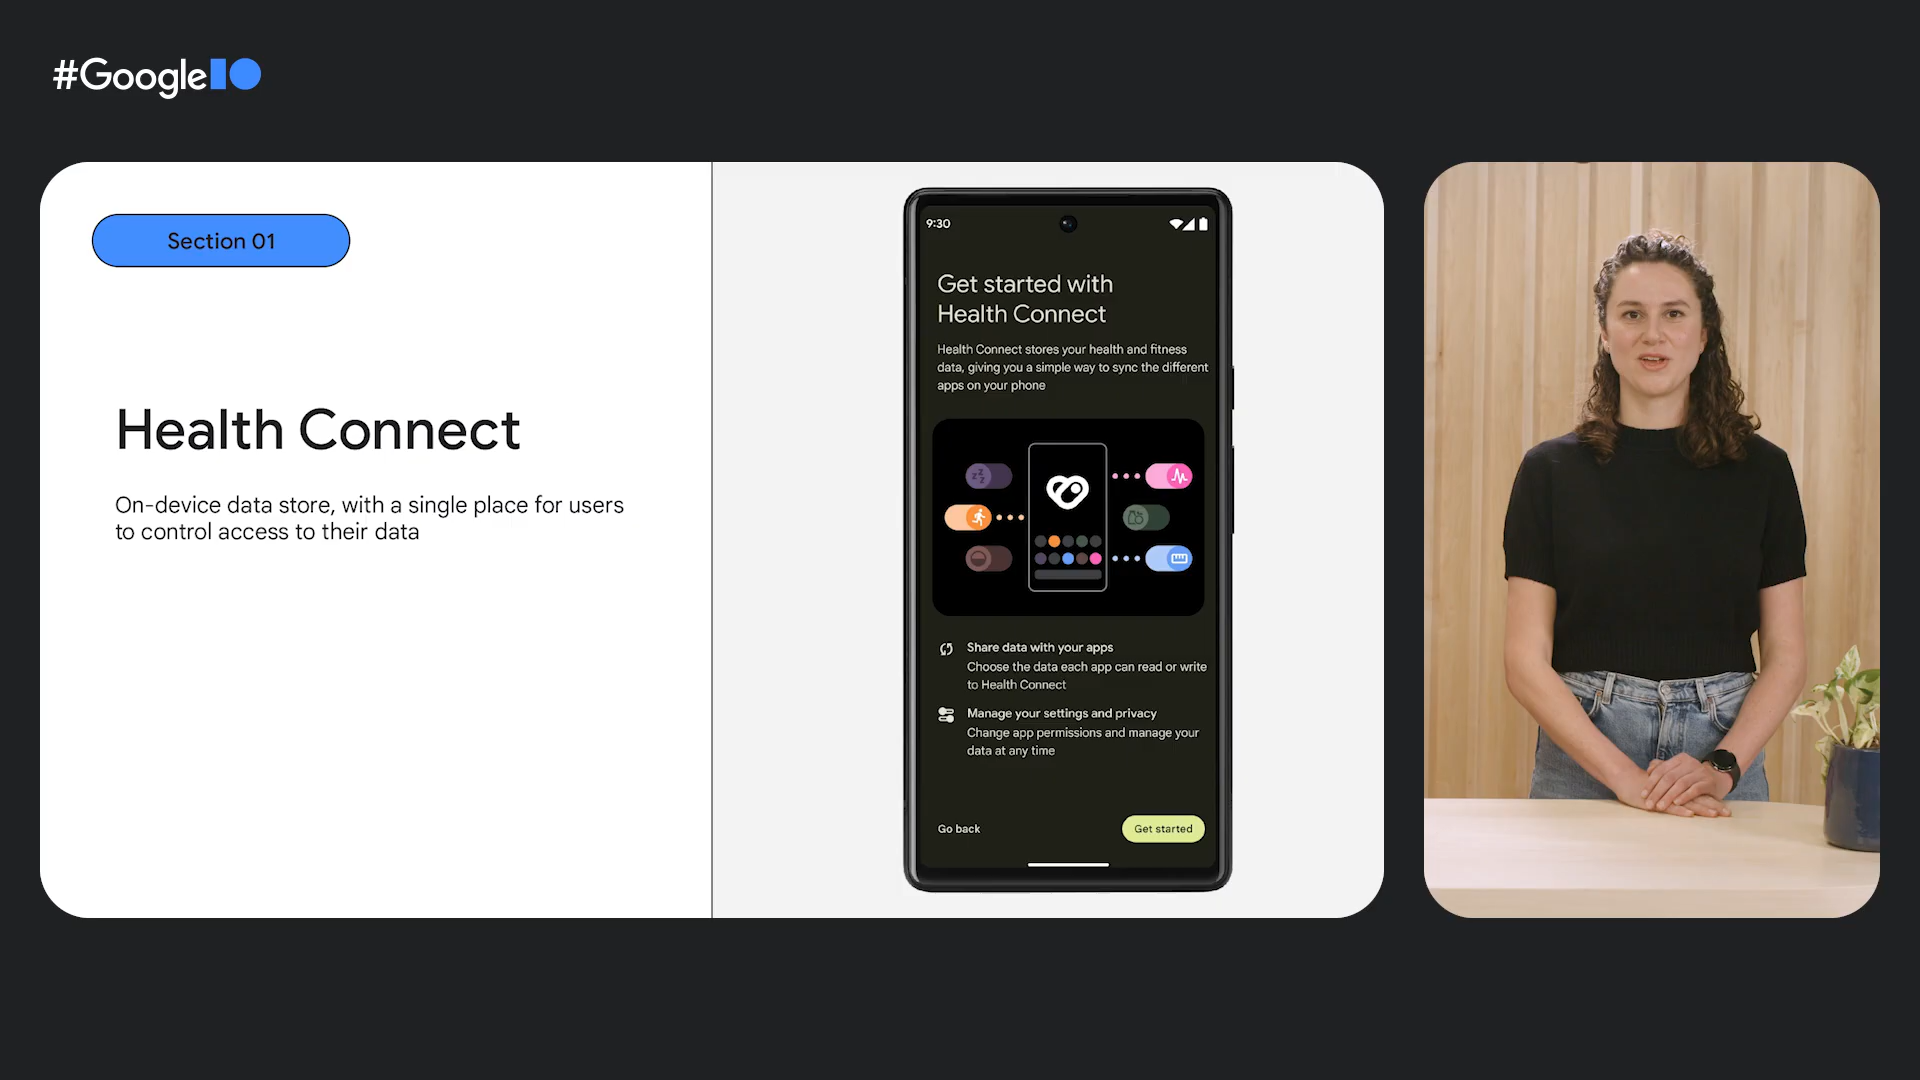 #GoogleIO
Section 01
Health Connect
On-device data store, with a single place for users
to control access to their data
9:30
Get started with
Health Connect
Health Connect stores your health and fitness
data, giving you a simple way to sync the different
apps on your phone
zzz
Share data with your apps
Choose the data each app can read or write
to Health Connect
Manage your settings and privacy
Change app permissions and manage your
data at any time
Go back
Get started